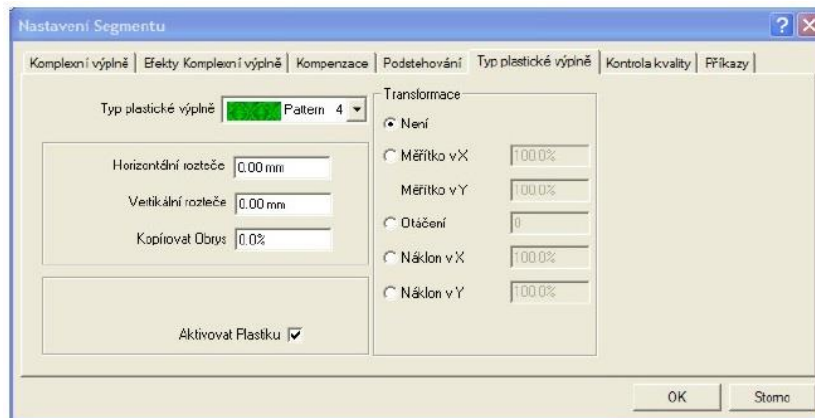 Nastavení Segmentu
Komplexní výplně
Efekty Komplexní výplně
Kompenzace
Podstehování
Typ plastické výplně
Kontrola kvality
Příkazy
Typ plastické výplně
Pattern 4
Horizontální rozteče 0.00 mm
Vertikální rozteče 0.00 mm
Kopírovat Obrys 0.0%
Aktivovat Plastiku
Transformace
Není
Měřítko v X 100.0%
Měřítko v Y 100.0%
Otáčení 0
Náklon v X 100.0%
Náklon v Y 100.0%
OK
Storno